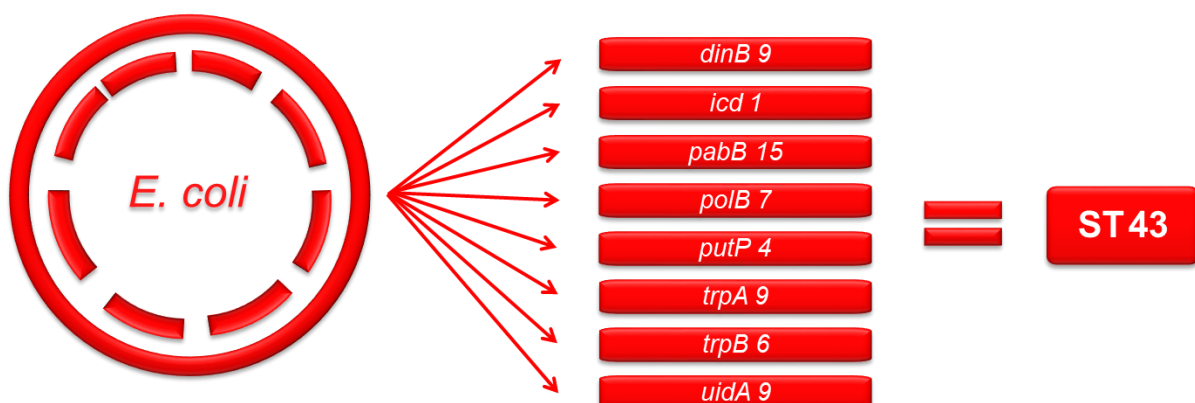 E. coli
dinB 9
icd 1
pabB 15
polB 7
putP 4
trpA 9
trpB 6
uidA 9
ST 43